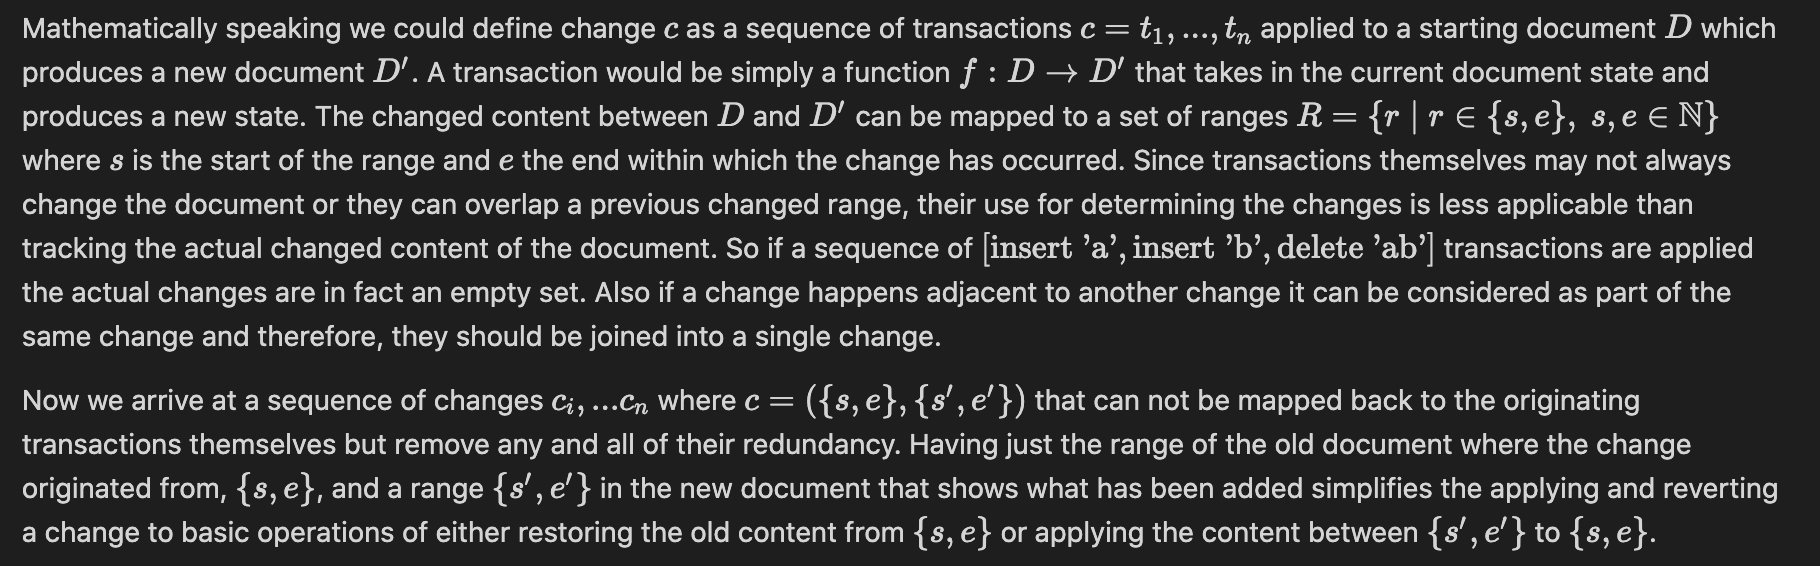 Mathematically speaking we could define change c as a sequence of transactions c = t₁, ..., tₙ applied to a starting document D which
produces a new document D′. A transaction would be simply a function f : D → D′ that takes in the current document state and
produces a new state. The changed content between D and D′ can be mapped to a set of ranges R = {r | r ∈ {s, e}, s, e ∈ ℕ}
where s is the start of the range and e the end within which the change has occurred. Since transactions themselves may not always
change the document or they can overlap a previous changed range, their use for determining the changes is less applicable than
tracking the actual changed content of the document. So if a sequence of [insert ’a’, insert ’b’, delete ’ab’] transactions are applied
the actual changes are in fact an empty set. Also if a change happens adjacent to another change it can be considered as part of the
same change and therefore, they should be joined into a single change.
Now we arrive at a sequence of changes cᵢ, ...cₙ where c = ({s, e}, {s′, e′}) that can not be mapped back to the originating
transactions themselves but remove any and all of their redundancy. Having just the range of the old document where the change
originated from, {s, e}, and a range {s′, e′} in the new document that shows what has been added simplifies the applying and reverting
a change to basic operations of either restoring the old content from {s, e} or applying the content between {s′, e′} to {s, e}.